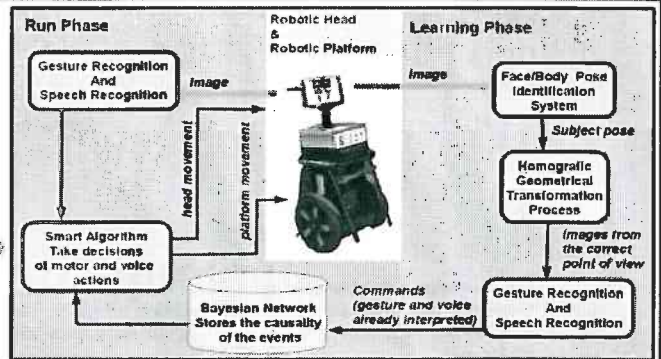 Run Phase
Robotic Head
&
Robotic Platform
Learning Phase
Gesture Recognition
And
Speech Recognition
Image
Image
Face/Body Poke
Identification
System
Subject pose
head movement
platform movement
Homografic
Geometrical
Transformation
Process
Smart Algorithm
Take decisions
of motor and voice
actions
Images from
the correct
point of view
Bayesian Network
Stores the causality
of the events
Commands
(gesture and voice
already interpreted)
Gesture Recognition
And
Speech Recognition